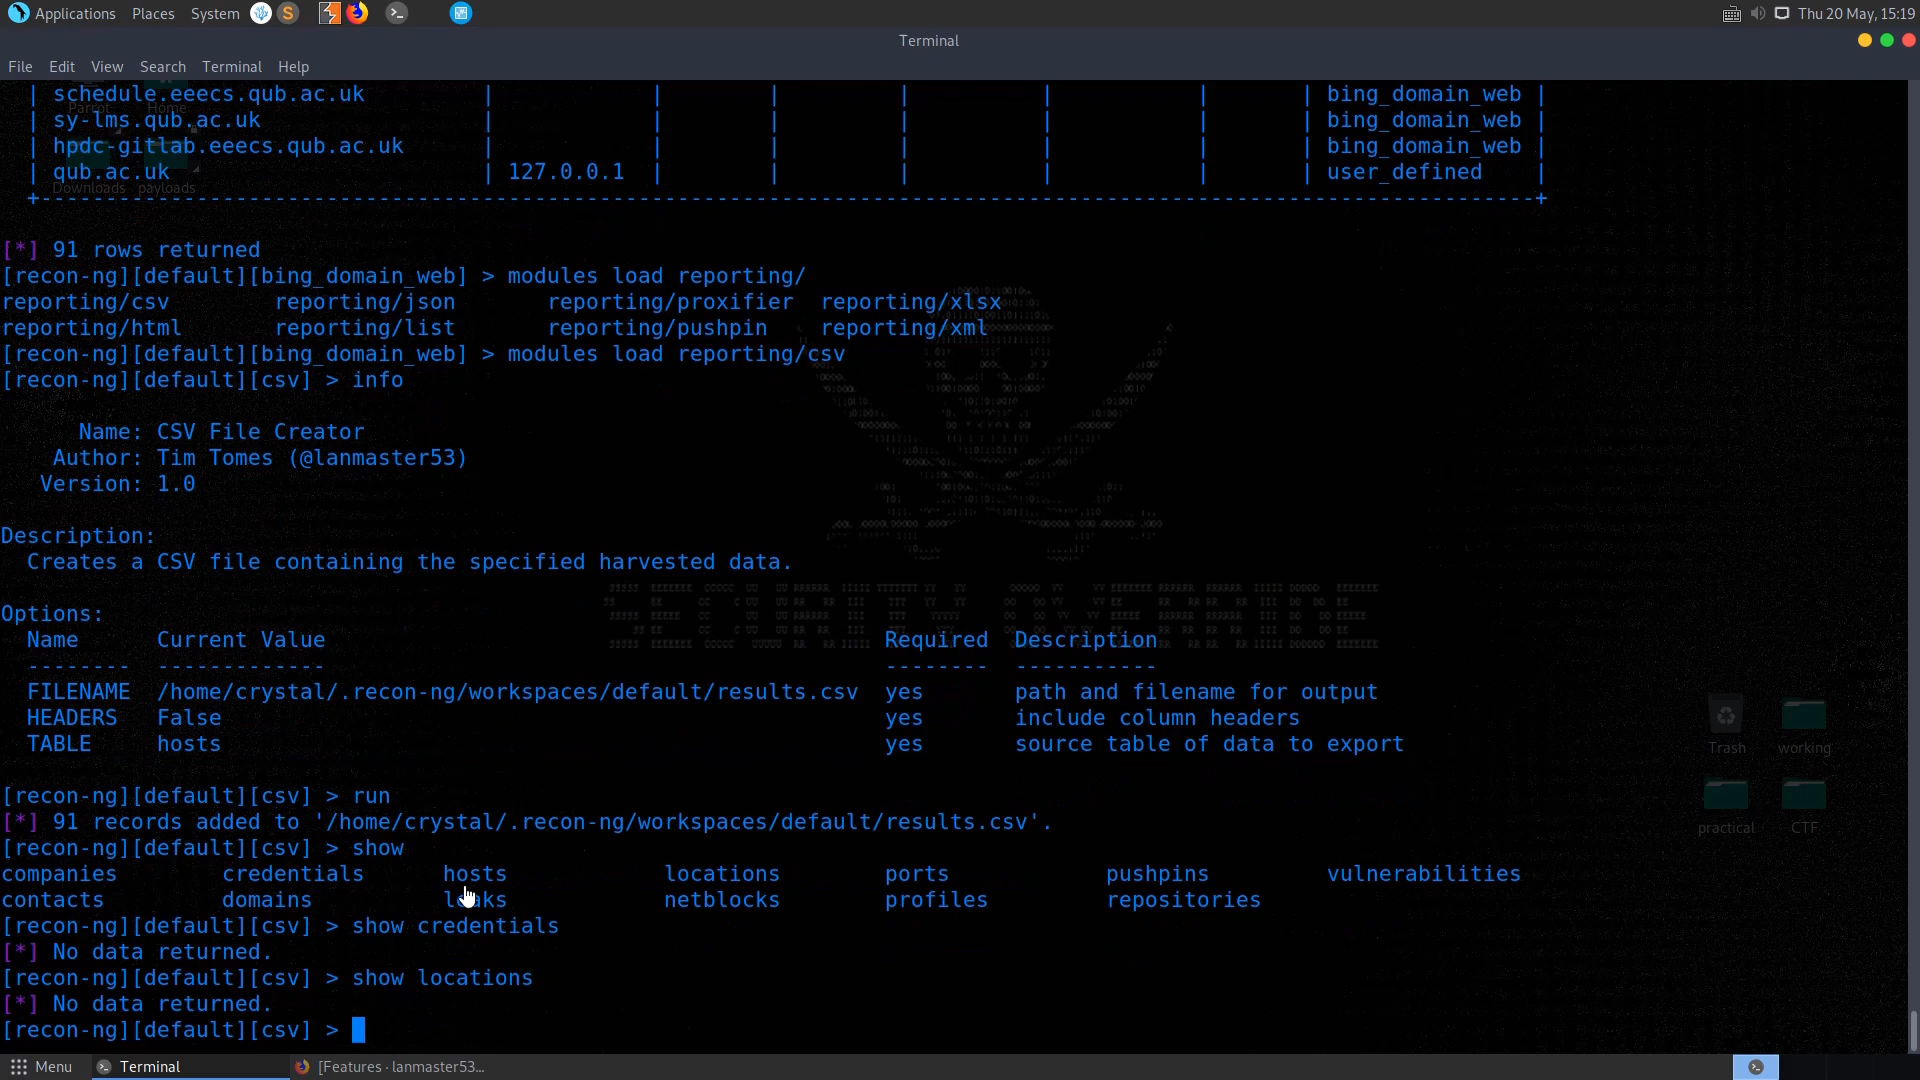 Applications Places System Thu 20 May, 15:19
Terminal
File Edit View Search Terminal Help
| schedule.eeecs.qub.ac.uk | | | | | | | bing_domain_web |
| sy-lms.qub.ac.uk | | | | | | | bing_domain_web |
| hpdc-gitlab.eeecs.qub.ac.uk | | | | | | | bing_domain_web |
| qub.ac.uk | 127.0.0.1 | | | | | | user_defined |
+--------------------------------------------------------------------------------------------------------------------+
Parrot Home
Downloads payloads
[*] 91 rows returned
[recon-ng][default][bing_domain_web] > modules load reporting/
reporting/csv reporting/json reporting/proxifier reporting/xlsx
reporting/html reporting/list reporting/pushpin reporting/xml
[recon-ng][default][bing_domain_web] > modules load reporting/csv
[recon-ng][default][csv] > info
Name: CSV File Creator
Author: Tim Tomes (@lanmaster53)
Version: 1.0
Description:
Creates a CSV file containing the specified harvested data.
Options:
Name Current Value Required Description
-------- ------------- -------- -----------
FILENAME /home/crystal/.recon-ng/workspaces/default/results.csv yes path and filename for output
HEADERS False yes include column headers
TABLE hosts yes source table of data to export
[recon-ng][default][csv] > run
[*] 91 records added to '/home/crystal/.recon-ng/workspaces/default/results.csv'.
[recon-ng][default][csv] > show
companies credentials hosts locations ports pushpins vulnerabilities
contacts domains leaks netblocks profiles repositories
[recon-ng][default][csv] > show credentials
[*] No data returned.
[recon-ng][default][csv] > show locations
[*] No data returned.
[recon-ng][default][csv] >
Trash working
practical CTF
Menu Terminal [Features · lanmaster53...